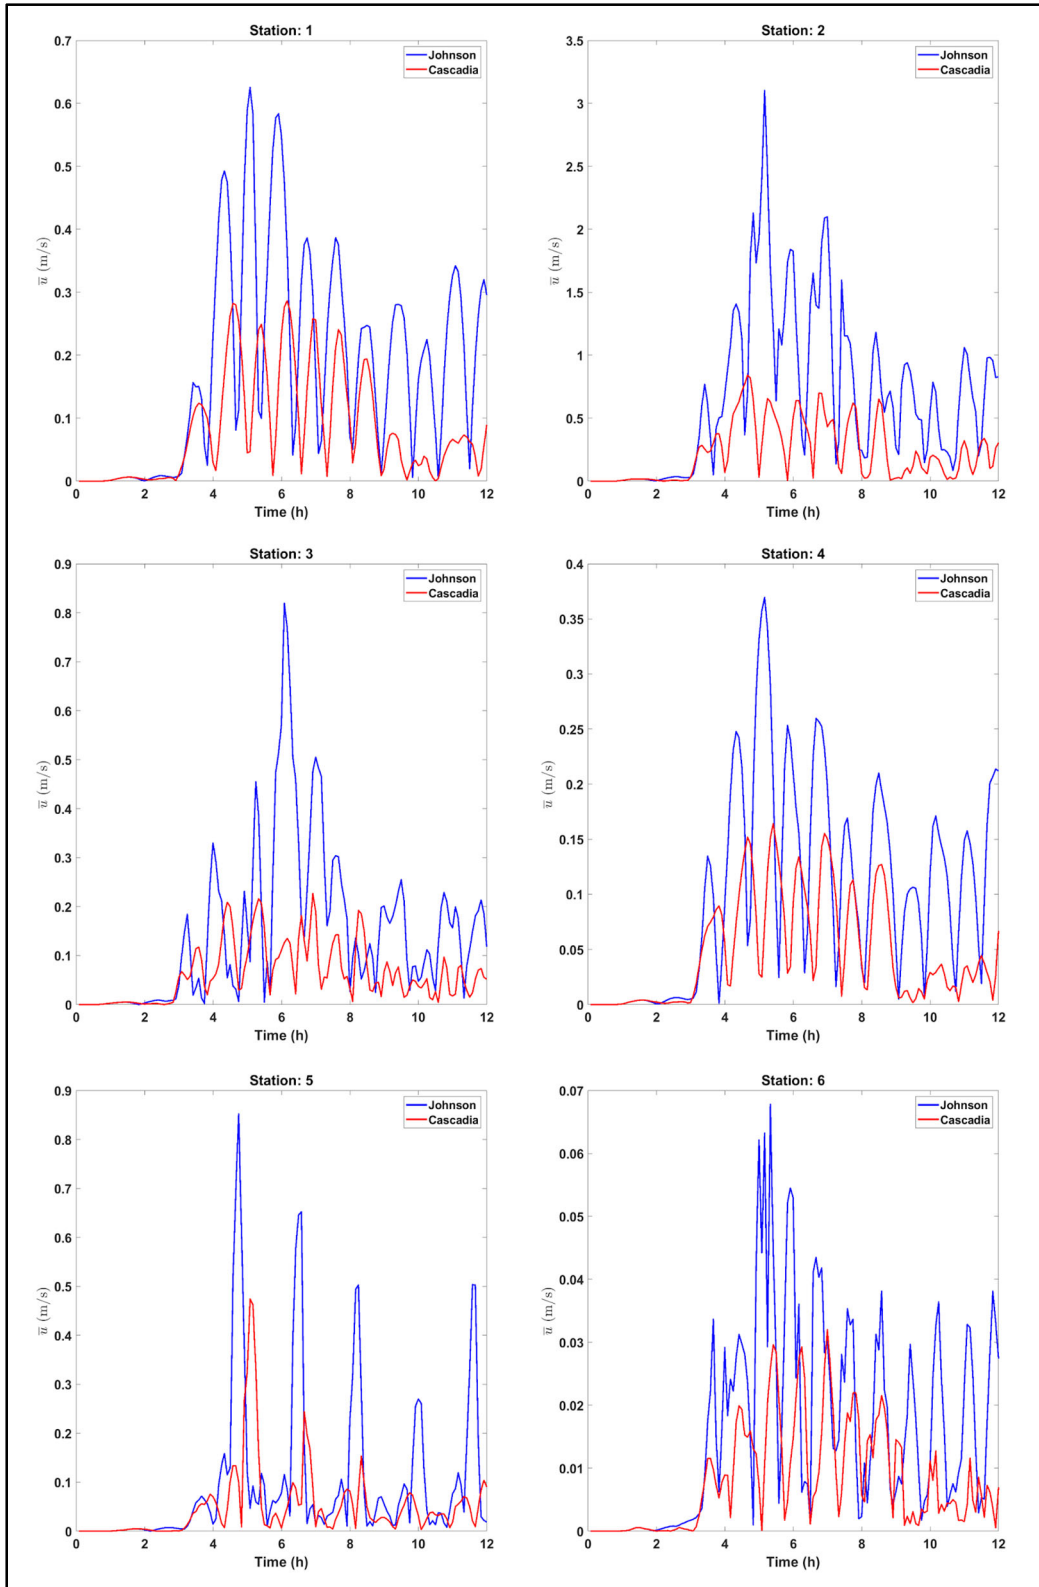 Station: 1
Johnson
Cascadia
0.7
0.6
0.5
0.4
0.3
0.2
0.1
0
u̅ (m/s)
0 2 4 6 8 10 12
Time (h)
Station: 2
Johnson
Cascadia
3.5
3
2.5
2
1.5
1
0.5
0
u̅ (m/s)
0 2 4 6 8 10 12
Time (h)
Station: 3
Johnson
Cascadia
0.9
0.8
0.7
0.6
0.5
0.4
0.3
0.2
0.1
0
u̅ (m/s)
0 2 4 6 8 10 12
Time (h)
Station: 4
Johnson
Cascadia
0.4
0.35
0.3
0.25
0.2
0.15
0.1
0.05
0
u̅ (m/s)
0 2 4 6 8 10 12
Time (h)
Station: 5
Johnson
Cascadia
0.9
0.8
0.7
0.6
0.5
0.4
0.3
0.2
0.1
0
u̅ (m/s)
0 2 4 6 8 10 12
Time (h)
Station: 6
Johnson
Cascadia
0.07
0.06
0.05
0.04
0.03
0.02
0.01
0
u̅ (m/s)
0 2 4 6 8 10 12
Time (h)